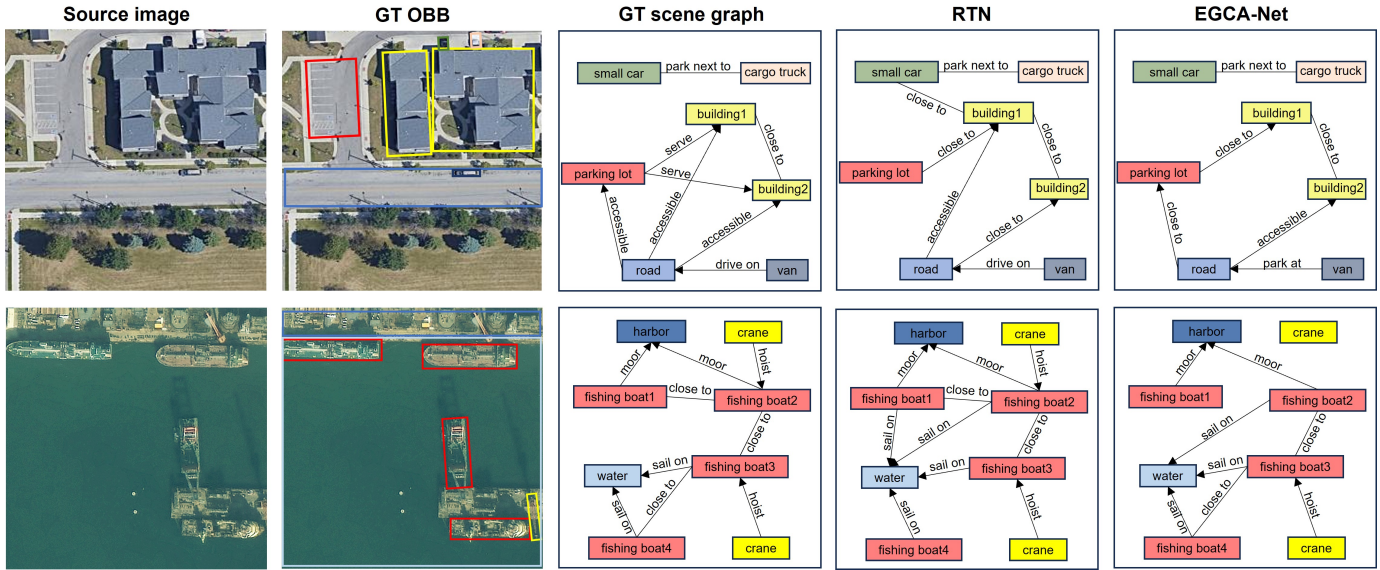 Source image GT OBB GT scene graph RTN EGCA-Net
small car park next to cargo truck
building1
serve
close to
parking lot
serve
building2
accessible
accessible
accessible
road
drive on
van
small car park next to cargo truck
close to
building1
close to
close to
parking lot
building2
accessible
close to
road
drive on
van
small car park next to cargo truck
building1
close to
close to
parking lot
building2
close to
accessible
road
park at
van
harbor
crane
moor
moor
hoist
fishing boat1
close to
fishing boat2
close to
water
sail on
fishing boat3
sail on
close to
hoist
fishing boat4
crane
harbor
crane
moor
moor
hoist
fishing boat1
close to
fishing boat2
sail on
sail on
close to
water
sail on
fishing boat3
sail on
hoist
fishing boat4
crane
harbor
crane
moor
moor
fishing boat1
fishing boat2
sail on
close to
water
sail on
fishing boat3
sail on
close to
hoist
fishing boat4
crane